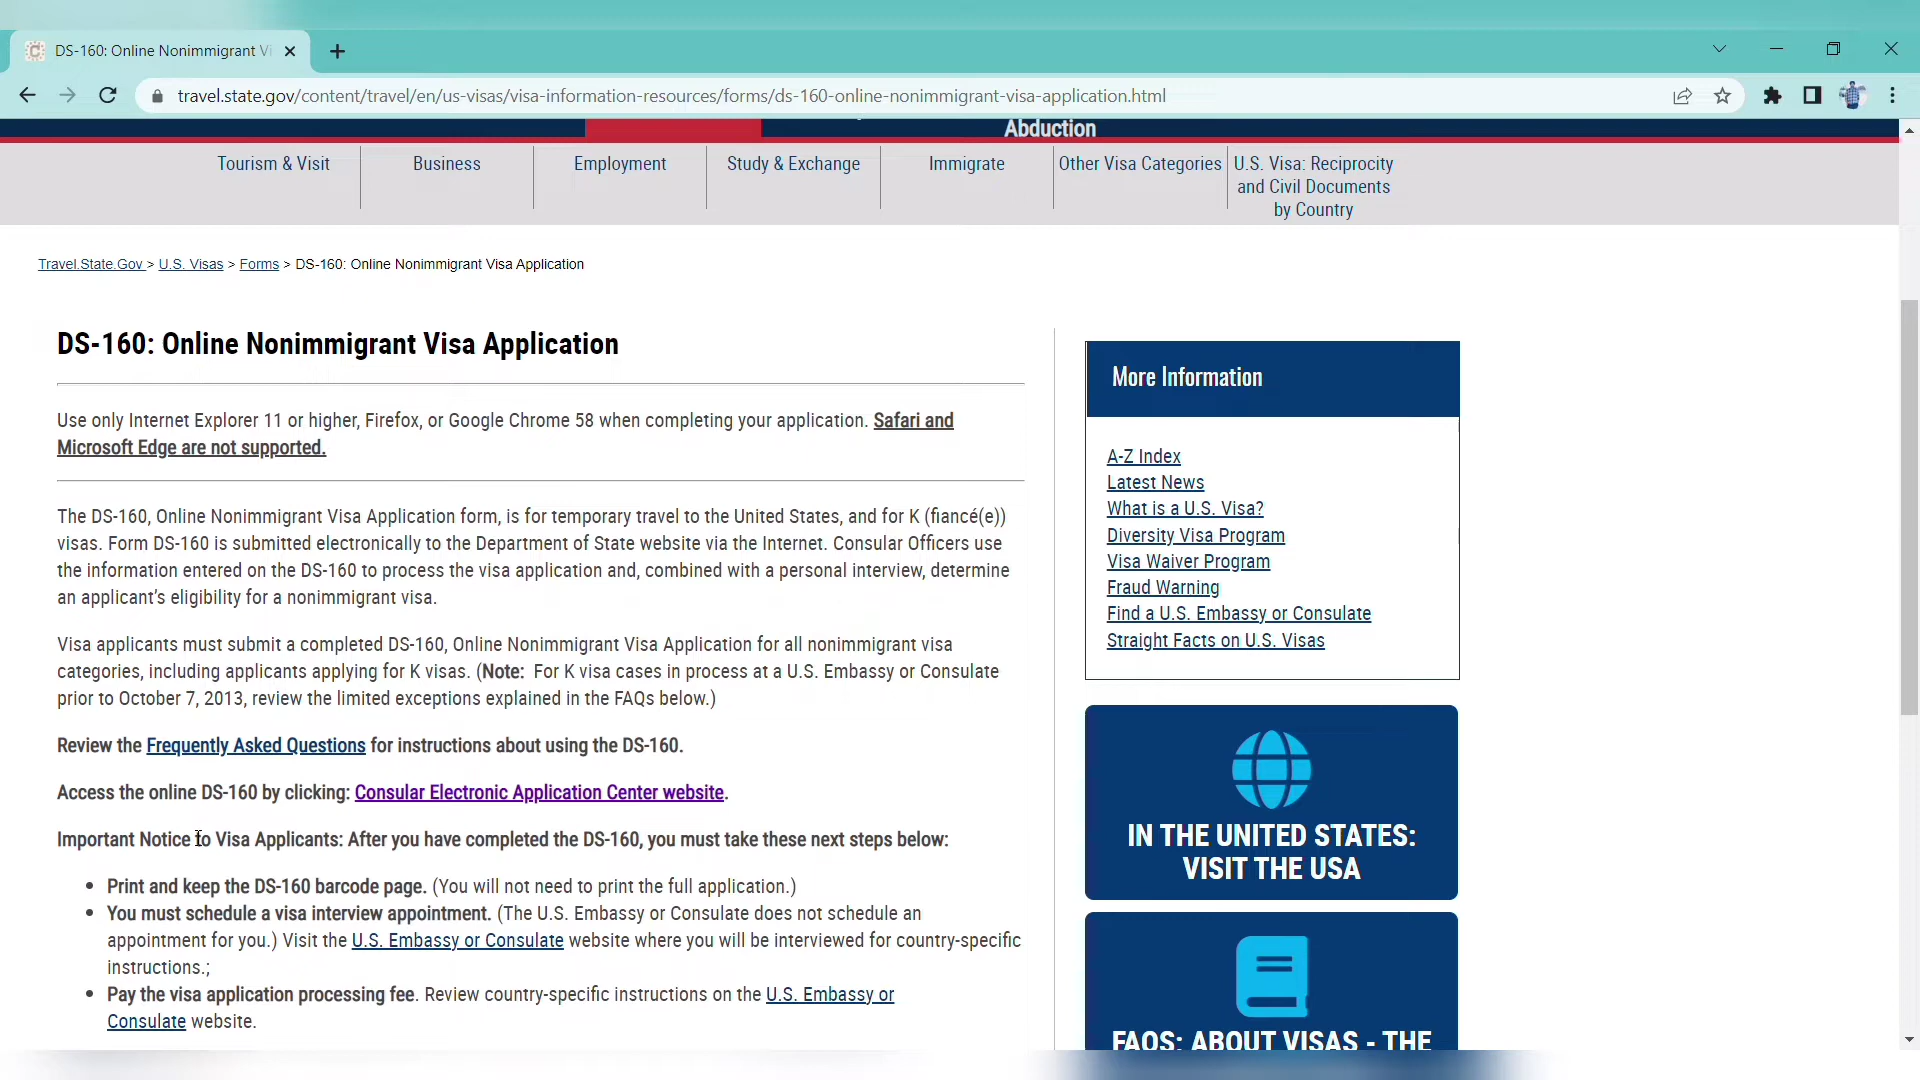 DS-160: Online Nonimmigrant Vi
travel.state.gov/content/travel/en/us-visas/visa-information-resources/forms/ds-160-online-nonimmigrant-visa-application.html
Abduction
Tourism & Visit
Business
Employment
Study & Exchange
Immigrate
Other Visa Categories
U.S. Visa: Reciprocity
and Civil Documents
by Country
Travel.State.Gov > U.S. Visas > Forms > DS-160: Online Nonimmigrant Visa Application
DS-160: Online Nonimmigrant Visa Application
Use only Internet Explorer 11 or higher, Firefox, or Google Chrome 58 when completing your application. Safari and
Microsoft Edge are not supported.
The DS-160, Online Nonimmigrant Visa Application form, is for temporary travel to the United States, and for K (fiancé(e))
visas. Form DS-160 is submitted electronically to the Department of State website via the Internet. Consular Officers use
the information entered on the DS-160 to process the visa application and, combined with a personal interview, determine
an applicant's eligibility for a nonimmigrant visa.
Visa applicants must submit a completed DS-160, Online Nonimmigrant Visa Application for all nonimmigrant visa
categories, including applicants applying for K visas. (Note: For K visa cases in process at a U.S. Embassy or Consulate
prior to October 7, 2013, review the limited exceptions explained in the FAQs below.)
Review the Frequently Asked Questions for instructions about using the DS-160.
Access the online DS-160 by clicking: Consular Electronic Application Center website.
Important Notice to Visa Applicants: After you have completed the DS-160, you must take these next steps below:
• Print and keep the DS-160 barcode page. (You will not need to print the full application.)
• You must schedule a visa interview appointment. (The U.S. Embassy or Consulate does not schedule an
appointment for you.) Visit the U.S. Embassy or Consulate website where you will be interviewed for country-specific
instructions.;
• Pay the visa application processing fee. Review country-specific instructions on the U.S. Embassy or
Consulate website.
More Information
A-Z Index
Latest News
What is a U.S. Visa?
Diversity Visa Program
Visa Waiver Program
Fraud Warning
Find a U.S. Embassy or Consulate
Straight Facts on U.S. Visas
IN THE UNITED STATES:
VISIT THE USA
FAQS: ABOUT VISAS - THE